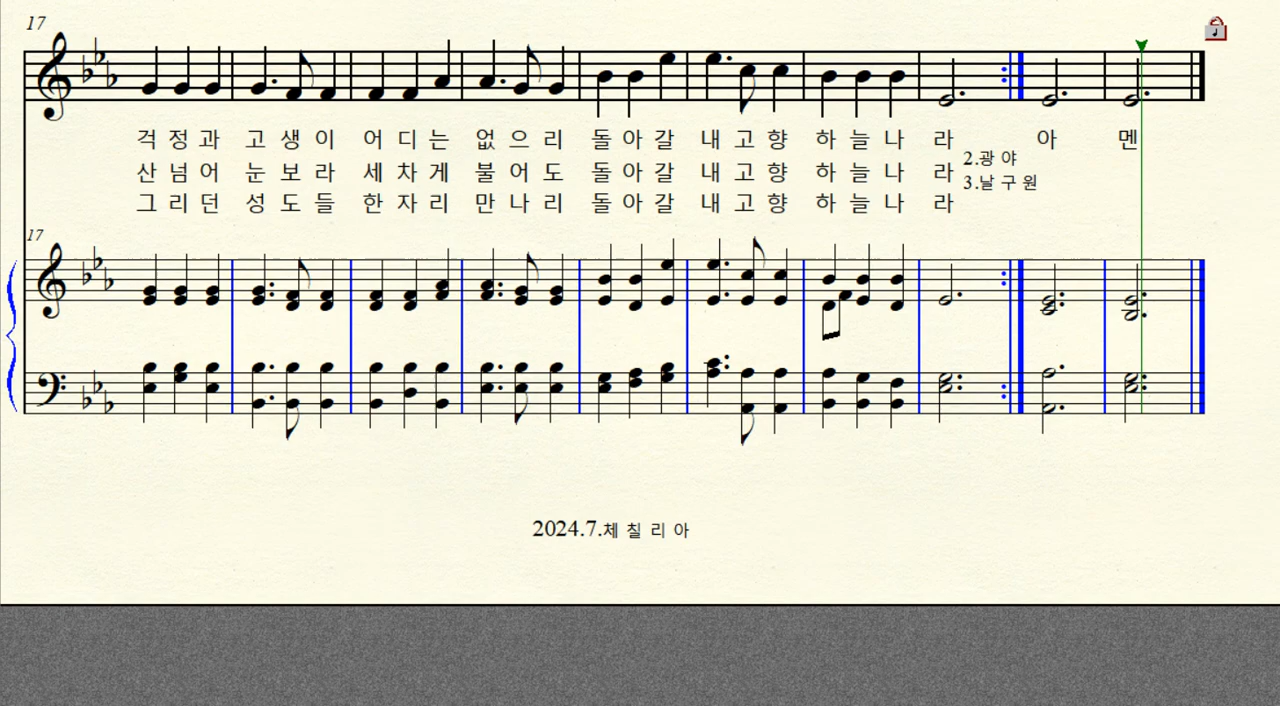 17
걱 정 과 고 생 이 어 디 는 없 으 리 돌 아 갈 내 고 향 하 늘 나 라 아 멘
산 넘 어 눈 보 라 세 차 게 불 어 도 돌 아 갈 내 고 향 하 늘 나 라 2.광 야
그 리 던 성 도 들 한 자 리 만 나 리 돌 아 갈 내 고 향 하 늘 나 라 3.날 구 원
17
2024.7.체 칠 리 아